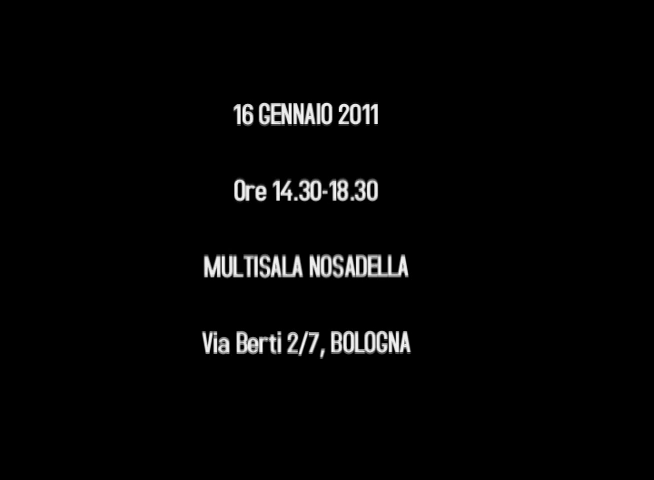 16 GENNAIO 2011
Ore 14.30-18.30
MULTISALA NOSADELLA
Via Berti 2/7, BOLOGNA